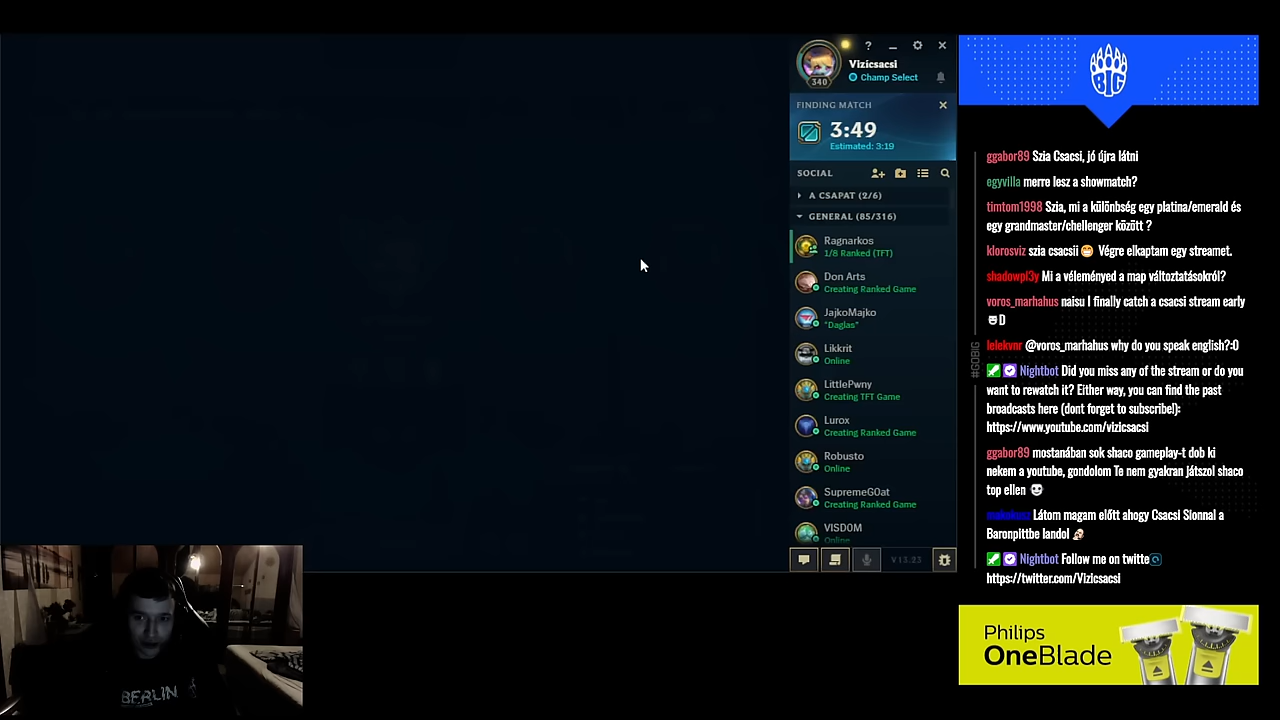 Vizicsacsi
340
Champ Select
FINDING MATCH
3:49
Estimated: 3:19
SOCIAL
A CSAPAT (2/6)
GENERAL (85/316)
Ragnarkos
1/8 Ranked (TFT)
Don Arts
Creating Ranked Game
JajkoMajko
"Daglas"
Likkrit
Online
LittlePwny
Creating TFT Game
Lurox
Creating Ranked Game
Robusto
Online
SupremeG0at
Creating Ranked Game
VISD0M
Online
V13.23
BERLIN
BIG
#GOBIG
ggabor89 Szia Csacsi, jó újra látni
egyvilla merre lesz a showmatch?
timtom1998 Szia, mi a különbség egy platina/emerald és
egy grandmaster/chellenger között ?
klorosviz szia csacsii 😁 Végre elkaptam egy streamet.
shadowpl3y Mi a véleményed a map változtatásokról?
voros_marhahus naisu I finally catch a csacsi stream early
D
lelekvnr @voros_marhahus why do you speak english?:O
Nightbot Did you miss any of the stream or do you
want to rewatch it? Either way, you can find the past
broadcasts here (dont forget to subscribe!):
https://www.youtube.com/vizicsacsi
ggabor89 mostanában sok shaco gameplay-t dob ki
nekem a youtube, gondolom Te nem gyakran játszol shaco
top ellen
Látom magam előtt ahogy Csacsi Sionnal a
Baronpittbe landol
Nightbot Follow me on twitte
https://twitter.com/Vizicsacsi
Philips
OneBlade